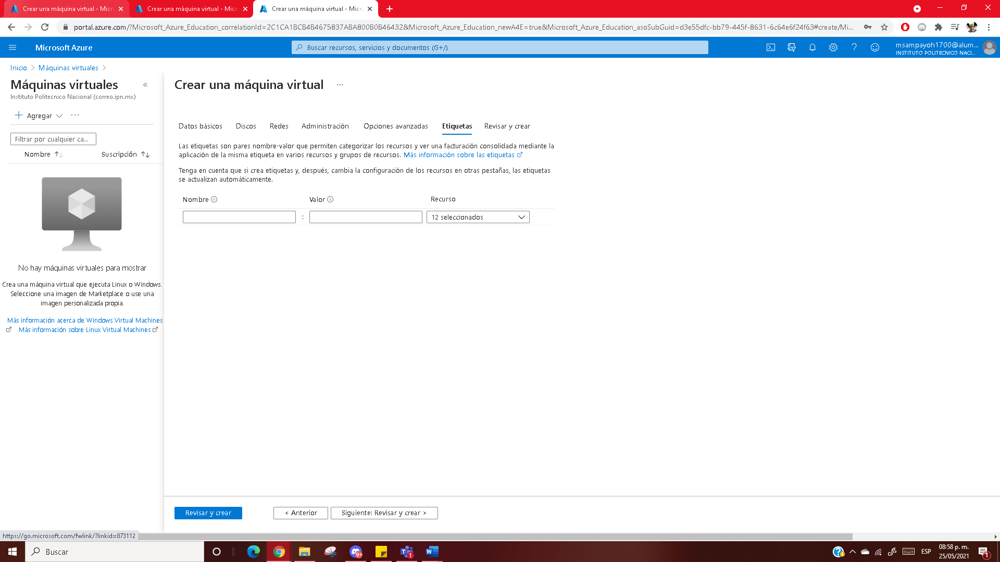 Crear una máquina virtual - Micr
Crear una máquina virtual - Micr
Crear una máquina virtual - Micr
portal.azure.com/?Microsoft_Azure_Education_correlationId=2C1CA1BCB4B4675837ABA800B0B46432&Microsoft_Azure_Education_newA4E=true&Microsoft_Azure_Education_asoSubGuid=d3e55dfc-bb79-445f-8631-6c64e6f24f63#create/Mi...
Microsoft Azure
Buscar recursos, servicios y documentos (G+/)
msampayoh1700@alum...
INSTITUTO POLITECNICO NACI...
Inicio > Máquinas virtuales >
Máquinas virtuales
Instituto Politecnico Nacional (correo.ipn.mx)
Agregar
Filtrar por cualquier ca...
Nombre
Suscripción
No hay máquinas virtuales para mostrar
Crea una máquina virtual que ejecuta Linux o Windows.
Seleccione una imagen de Marketplace o use una
imagen personalizada propia.
Más información acerca de Windows Virtual Machines
Más información sobre Linux Virtual Machines
Crear una máquina virtual
Datos básicos Discos Redes Administración Opciones avanzadas Etiquetas Revisar y crear
Las etiquetas son pares nombre-valor que permiten categorizar los recursos y ver una facturación consolidada mediante la
aplicación de la misma etiqueta en varios recursos y grupos de recursos. Más información sobre las etiquetas
Tenga en cuenta que si crea etiquetas y, después, cambia la configuración de los recursos en otras pestañas, las etiquetas
se actualizan automáticamente.
Nombre Valor Recurso
: 12 seleccionados
Revisar y crear
< Anterior
Siguiente: Revisar y crear >
https://go.microsoft.com/fwlink/?linkid=873112
Buscar
9+
1
ESP
08:58 p. m.
25/05/2021
1